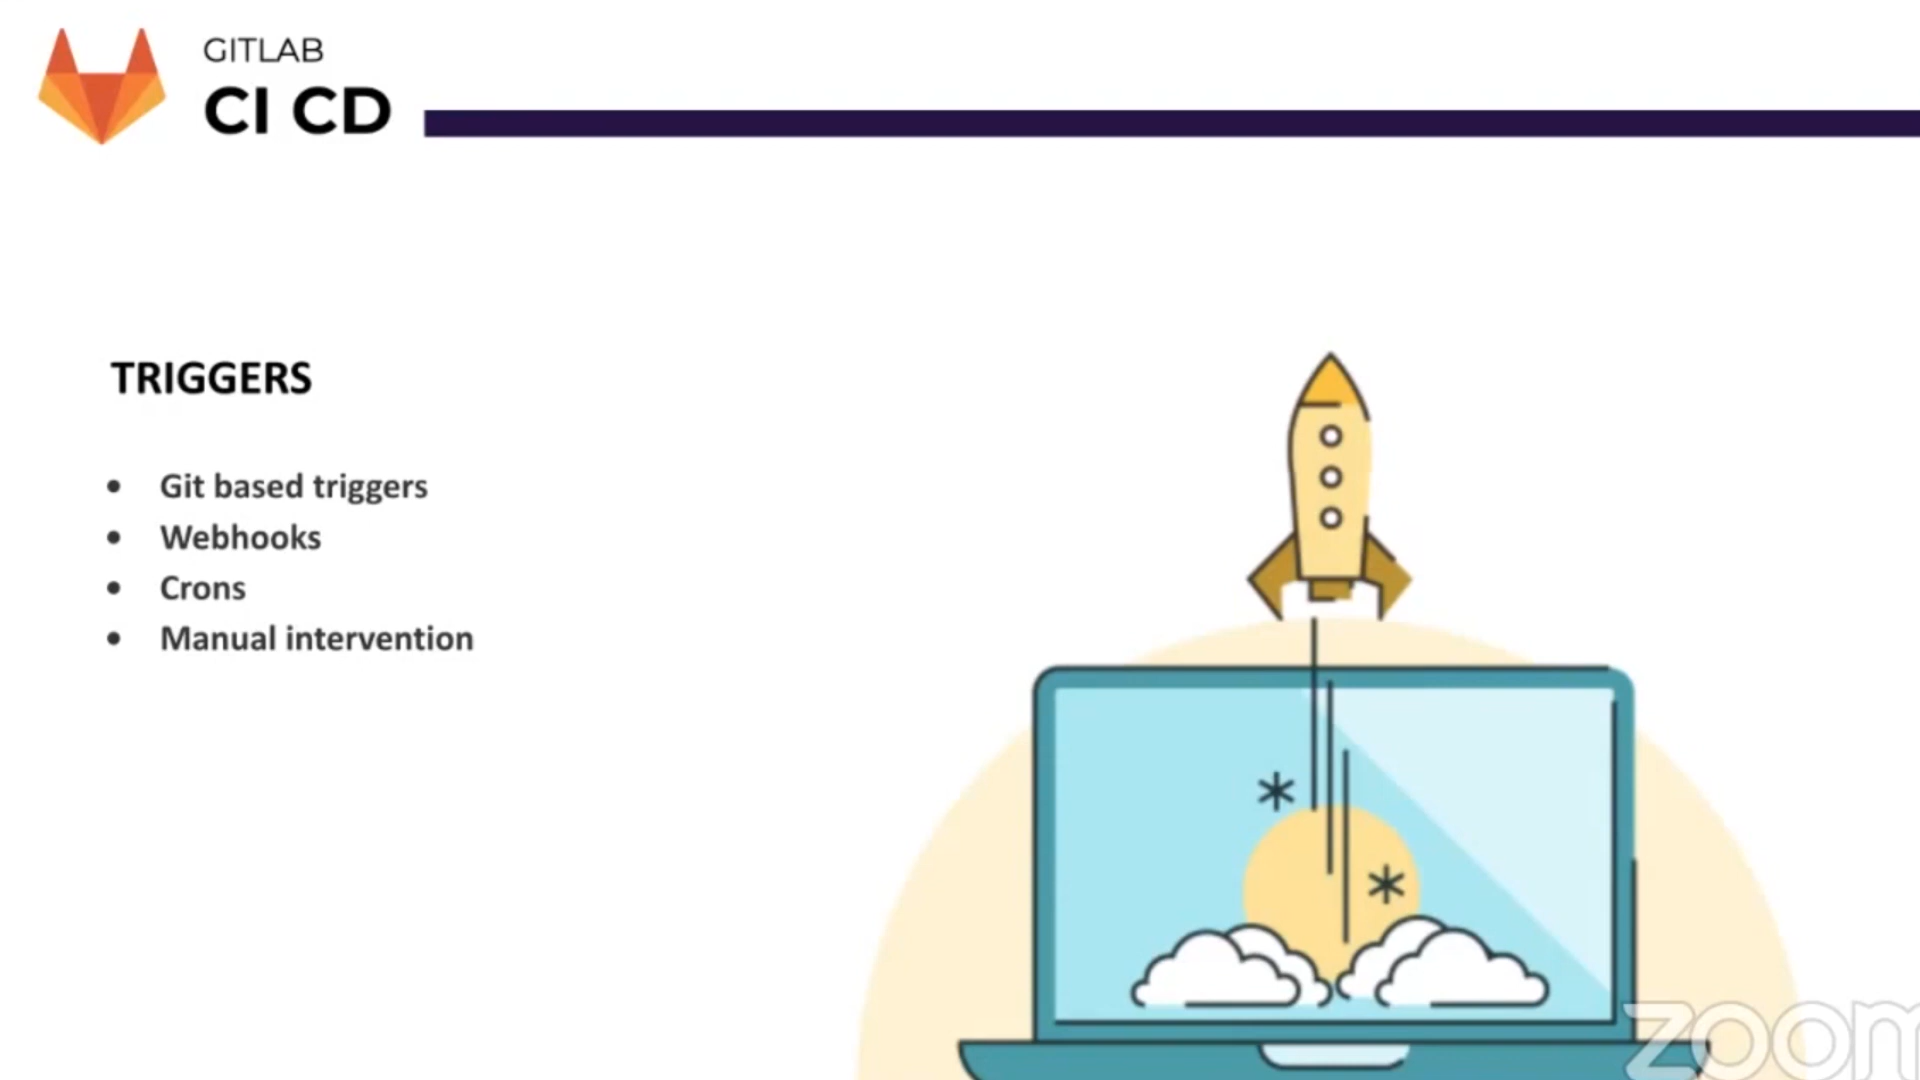 GITLAB
CI CD
TRIGGERS
• Git based triggers
• Webhooks
• Crons
• Manual intervention
zoom